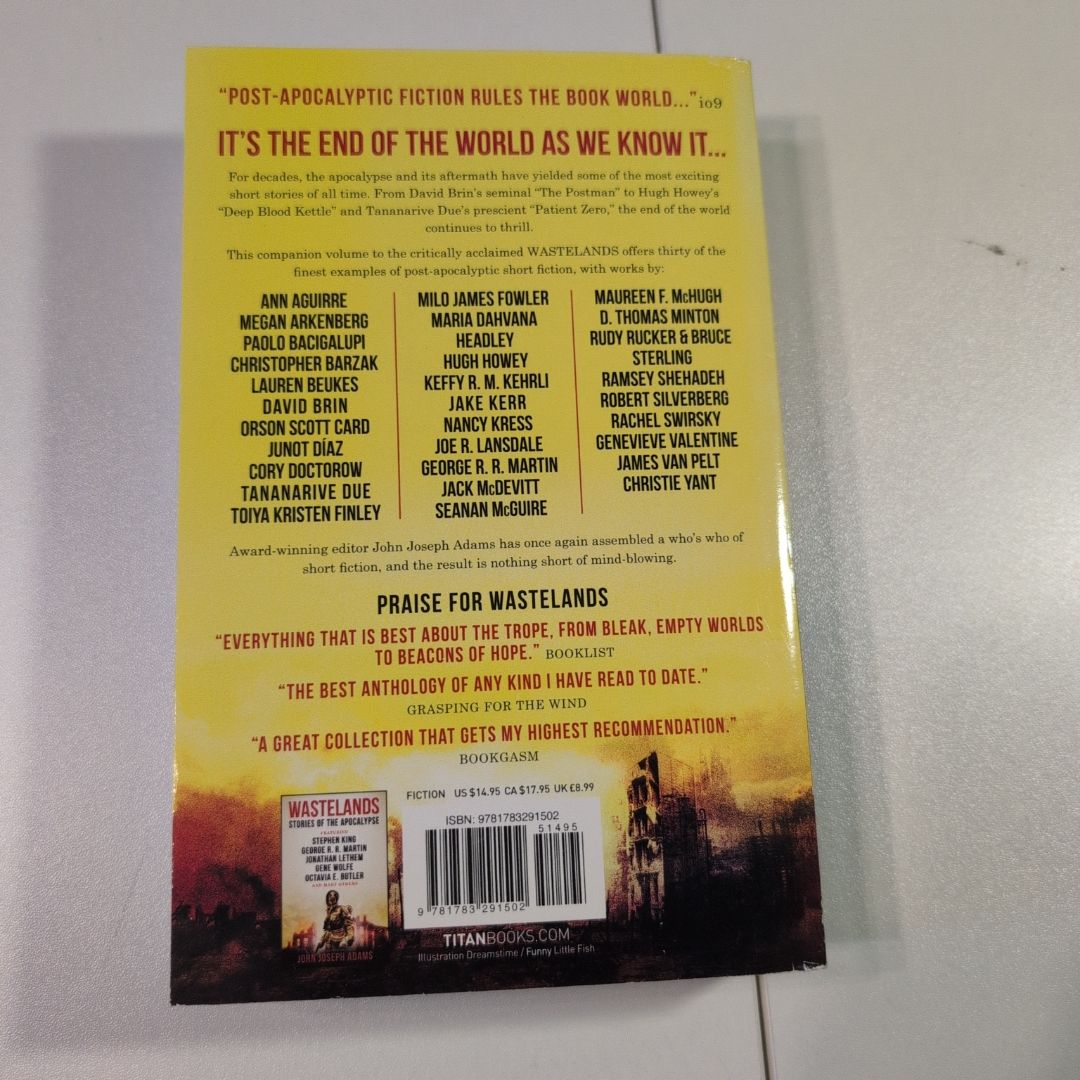 “POST-APOCALYPTIC FICTION RULES THE BOOK WORLD...” io9
IT’S THE END OF THE WORLD AS WE KNOW IT...
For decades, the apocalypse and its aftermath have yielded some of the most exciting
short stories of all time. From David Brin’s seminal “The Postman” to Hugh Howey’s
“Deep Blood Kettle” and Tananarive Due’s prescient “Patient Zero,” the end of the world
continues to thrill.
This companion volume to the critically acclaimed WASTELANDS offers thirty of the
finest examples of post-apocalyptic short fiction, with works by:
ANN AGUIRRE
MEGAN ARKENBERG
PAOLO BACIGALUPI
CHRISTOPHER BARZAK
LAUREN BEUKES
DAVID BRIN
ORSON SCOTT CARD
JUNOT DÍAZ
CORY DOCTOROW
TANANARIVE DUE
TOIYA KRISTEN FINLEY
MILO JAMES FOWLER
MARIA DAHVANA
HEADLEY
HUGH HOWEY
KEFFY R. M. KEHRLI
JAKE KERR
NANCY KRESS
JOE R. LANSDALE
GEORGE R. R. MARTIN
JACK McDEVITT
SEANAN McGUIRE
MAUREEN F. McHUGH
D. THOMAS MINTON
RUDY RUCKER & BRUCE
STERLING
RAMSEY SHEHADEH
ROBERT SILVERBERG
RACHEL SWIRSKY
GENEVIEVE VALENTINE
JAMES VAN PELT
CHRISTIE YANT
Award-winning editor John Joseph Adams has once again assembled a who’s who of
short fiction, and the result is nothing short of mind-blowing.
PRAISE FOR WASTELANDS
“EVERYTHING THAT IS BEST ABOUT THE TROPE, FROM BLEAK, EMPTY WORLDS
TO BEACONS OF HOPE.” BOOKLIST
“THE BEST ANTHOLOGY OF ANY KIND I HAVE READ TO DATE.”
GRASPING FOR THE WIND
“A GREAT COLLECTION THAT GETS MY HIGHEST RECOMMENDATION.”
BOOKGASM
WASTELANDS
STORIES OF THE APOCALYPSE
FEATURING
STEPHEN KING
GEORGE R. R. MARTIN
JONATHAN LETHEM
GENE WOLFE
OCTAVIA E. BUTLER
AND MANY OTHERS
JOHN JOSEPH ADAMS
FICTION US $14.95 CA $17.95 UK £8.99
ISBN: 9781783291502
51495
9 781783 291502
TITANBOOKS.COM
Illustration Dreamstime / Funny Little Fish